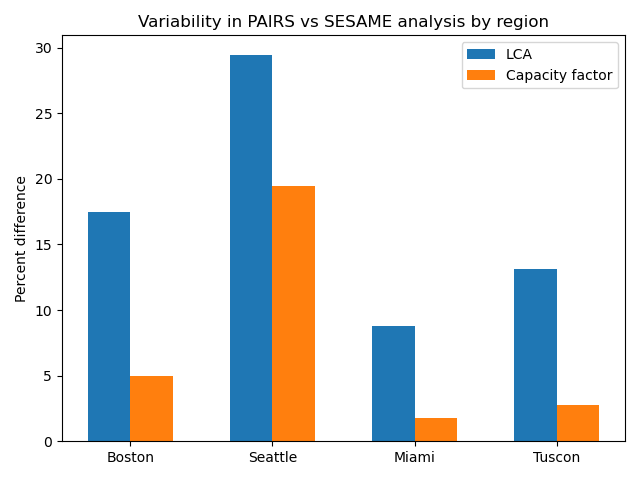 Variability in PAIRS vs SESAME analysis by region
LCA
Capacity factor
Percent difference
30
25
20
15
10
5
0
Boston Seattle Miami Tuscon